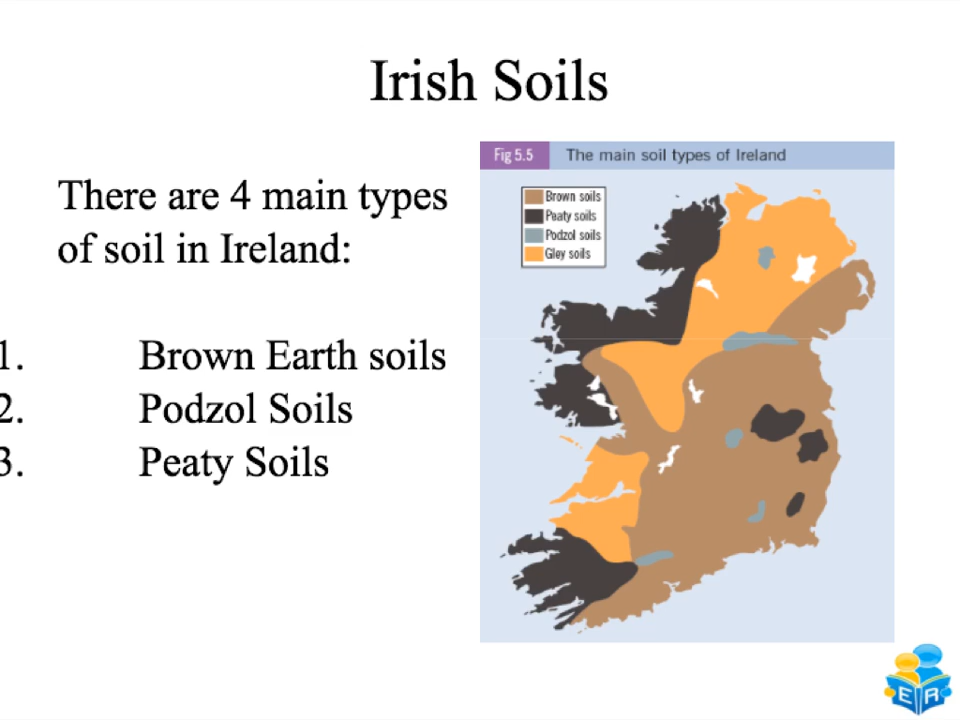 Irish Soils
There are 4 main types
of soil in Ireland:
1. Brown Earth soils
2. Podzol Soils
3. Peaty Soils
Fig 5.5 The main soil types of Ireland
Brown soils
Peaty soils
Podzol soils
Gley soils
E R